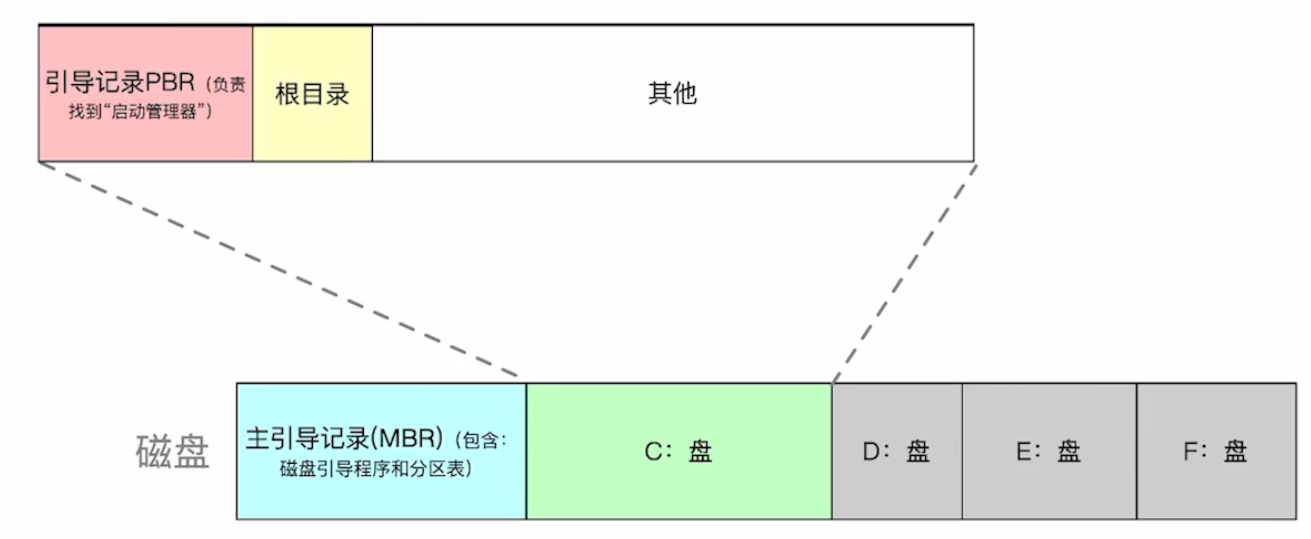 引导记录PBR（负责
找到“启动管理器”）
根目录
其他
磁盘
主引导记录(MBR)（包含：
磁盘引导程序和分区表）
C：盘
D：盘
E：盘
F：盘